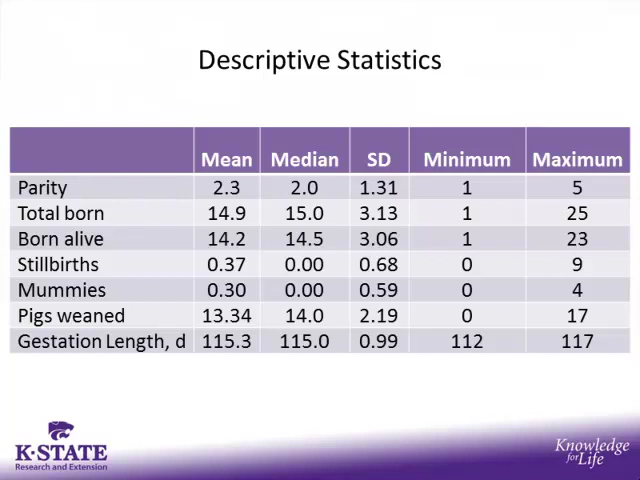 Descriptive Statistics
Mean Median SD Minimum Maximum
Parity 2.3 2.0 1.31 1 5
Total born 14.9 15.0 3.13 1 25
Born alive 14.2 14.5 3.06 1 23
Stillbirths 0.37 0.00 0.68 0 9
Mummies 0.30 0.00 0.59 0 4
Pigs weaned 13.34 14.0 2.19 0 17
Gestation Length, d 115.3 115.0 0.99 112 117
K-STATE
Research and Extension
Knowledge
for Life